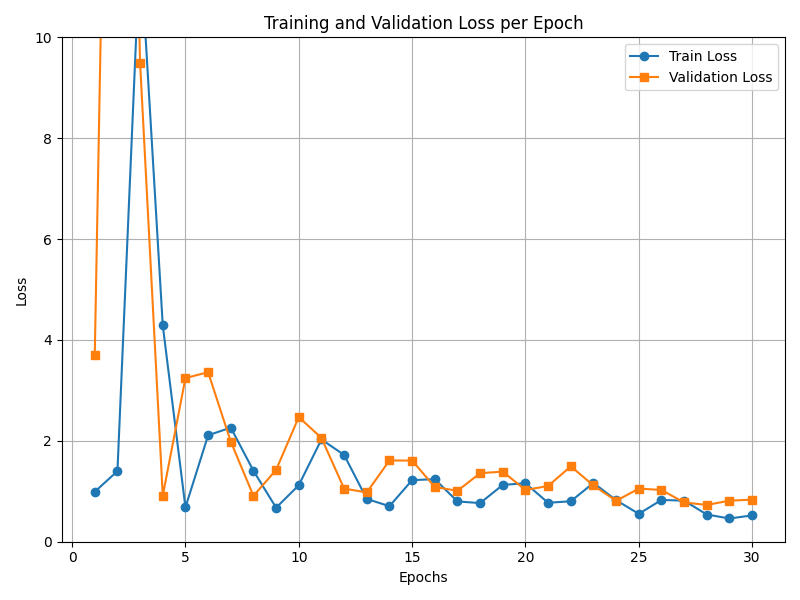 Training and Validation Loss per Epoch
Train Loss
Validation Loss
10
8
6
4
2
0
Loss
0 5 10 15 20 25 30
Epochs